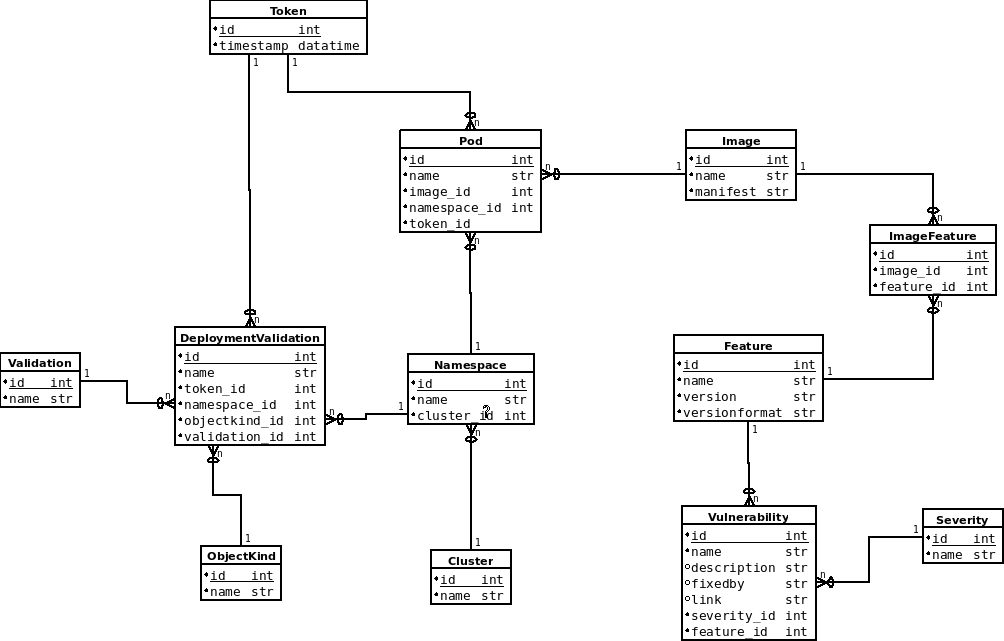 Token
id int
timestamp datatime
1
1
n
Pod
id int
name str
image_id int
namespace_id int
token_id
n
n
1
Image
id int
name str
manifest str
1
n
ImageFeature
id int
image_id int
feature_id int
n
n
DeploymentValidation
id int
name str
token_id int
namespace_id int
objectkind_id int
validation_id int
n
n
n
Validation
id int
name str
1
1
Namespace
id int
name str
cluster_id int
1
n
Feature
id int
name str
version str
versionformat str
1
1
n
Vulnerability
id int
name str
description str
fixedby str
link str
severity_id int
feature_id int
n
1
Severity
id int
name str
1
ObjectKind
id int
name str
1
Cluster
id int
name str